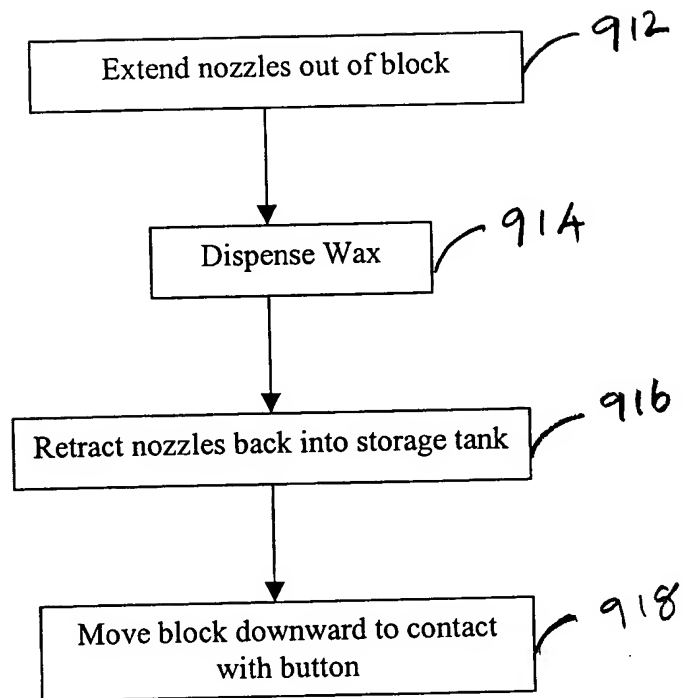 912
Extend nozzles out of block
914
Dispense Wax
916
Retract nozzles back into storage tank
918
Move block downward to contact
with button